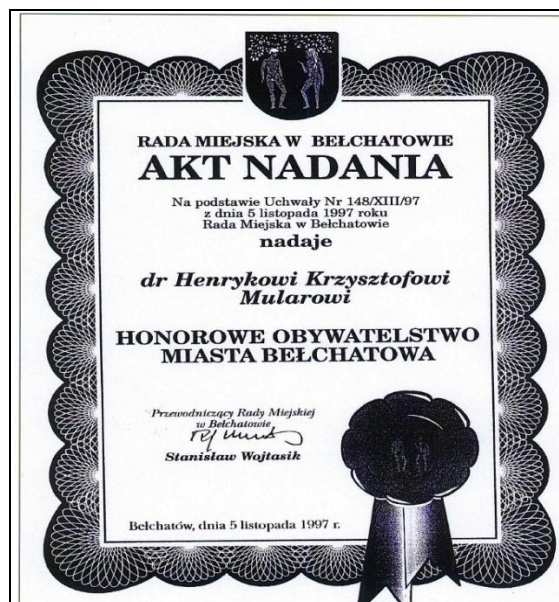 RADA MIEJSKA W BEŁCHATOWIE
AKT NADANIA
Na podstawie Uchwały Nr 148/XIII/97
z dnia 5 listopada 1997 roku
Rada Miejska w Bełchatowie
nadaje
dr Henrykowi Krzysztofowi
Mularowi
HONOROWE OBYWATELSTWO
MIASTA BEŁCHATOWA
Przewodniczący Rady Miejskiej
w Bełchatowie
Stanisław Wojtasik
Bełchatów, dnia 5 listopada 1997 r.